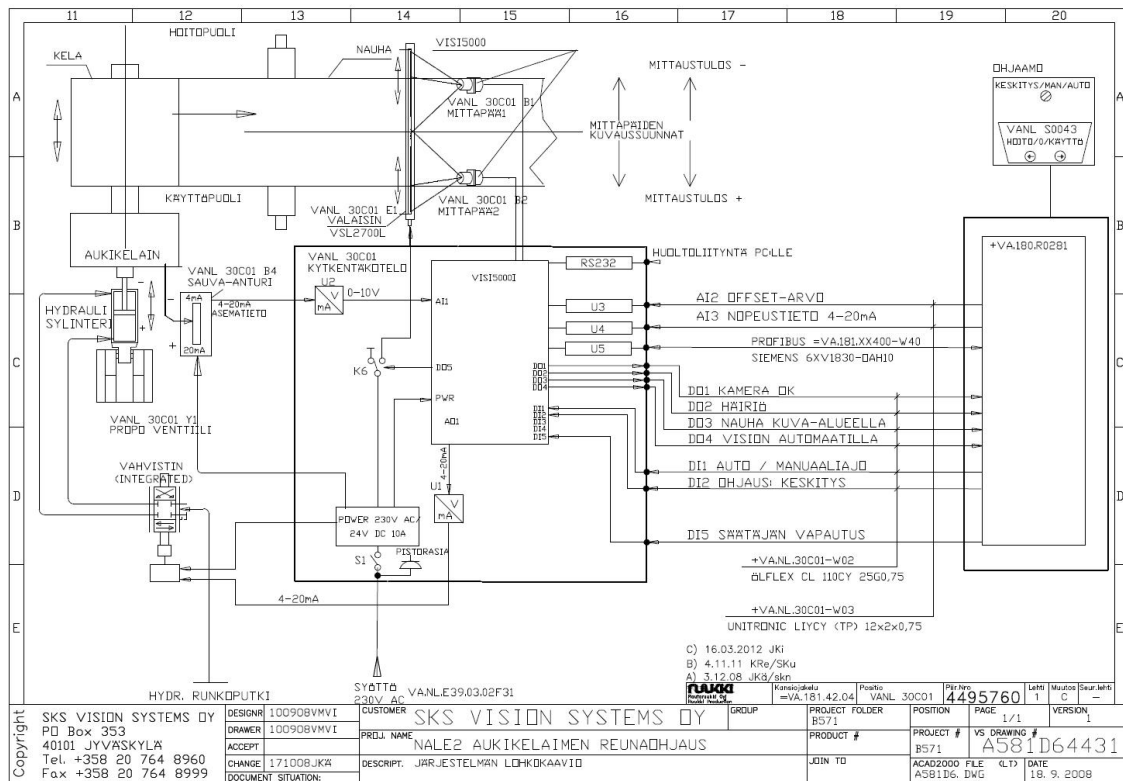 11 12 13 14 15 16 17 18 19 20
HOITOPUOLI
KELA
NAUHA
VISI5000
MITTAUSTULOS -
OHJAAMO
KESKITYS/MAN/AUTO
A
A
VANL 30C01 B1
MITTAPÄÄ1
MITTAPÄIDEN
KUVAUSSUUNNAT
VANL S0043
HOITO/0/KÄYTTÖ
KÄYTTÖPUOLI
VANL 30C01 E1
VALAISIN
VSL2700L
VANL 30C01 B2
MITTAPÄÄ2
MITTAUSTULOS +
B
B
AUKIKELAIN
VANL 30C01 B4
SAUVA-ANTURI
VANL 30C01
KYTKENTÄKOTELO
U2
V
mA
0-10V
VISI5000I
RS232
HUOLTOLIITYNTÄ PC:LLE
+VA.180.R0281
HYDRAULI
SYLINTERI
-
+
-
+
4mA
20mA
4-20mA
ASEMATIETO
AI1
U3
U4
U5
AI2 OFFSET-ARVO
AI3 NOPEUSTIETO 4-20mA
PROFIBUS =VA.181.XX400-W40
SIEMENS 6XV1830-0AH10
C
C
K6
DO5
PWR
AO1
DO1
DO2
DO3
DO4
DI1
DI2
DI3
DI4
DI5
DO1 KAMERA OK
DO2 HÄIRIÖ
DO3 NAUHA KUVA-ALUEELLA
DO4 VISION AUTOMAATILLA
VANL 30C01 Y1
PROPO VENTTIILI
VAHVISTIN
(INTEGRATED)
4-20mA
U1
V
mA
DI1 AUTO / MANUAALIAJO
DI2 OHJAUS: KESKITYS
D
D
POWER 230V AC/
24V DC 10A
S1
PISTORASIA
DI5 SÄÄTÄJÄN VAPAUTUS
+VA.NL.30C01-W02
ÖLFLEX CL 110CY 25G0,75
4-20mA
+VA.NL.30C01-W03
UNITRONIC LIYCY (TP) 12x2x0,75
E
E
C) 16.03.2012 JKi
B) 4.11.11 KRe/SKu
A) 3.12.08 JKä/skn
HYDR. RUNKOPUTKI
SYÖTTÖ
230V AC
VA.NL.E39.03.02F31
RUUKKI
Kansiojakelu
=VA.181.42.04
Positio
VANL 30C01
Piir.Nro
4495760
Lehti
1
Muutos
C
Seur.lehti
-
Copyright
SKS VISION SYSTEMS OY
PO Box 353
40101 JYVÄSKYLÄ
Tel. +358 20 764 8960
Fax +358 20 764 8999
DESIGNR 100908VMVI
DRAWER 100908VMVI
ACCEPT
CHANGE 171008JKÄ
DOCUMENT SITUATION:
CUSTOMER SKS VISION SYSTEMS OY
GROUP
PROJ. NAME NALE2 AUKIKELAIMEN REUNAOHJAUS
DESCRIPT. JÄRJESTELMÄN LOHKOKAAVIO
PROJECT FOLDER
B571
PRODUCT #
JOIN TO
POSITION
PAGE
1/1
VERSION
1
PROJECT #
B571
VS DRAWING #
A581D64431
ACAD2000 FILE (LT)
A581D6. DWG
DATE
18. 9. 2008